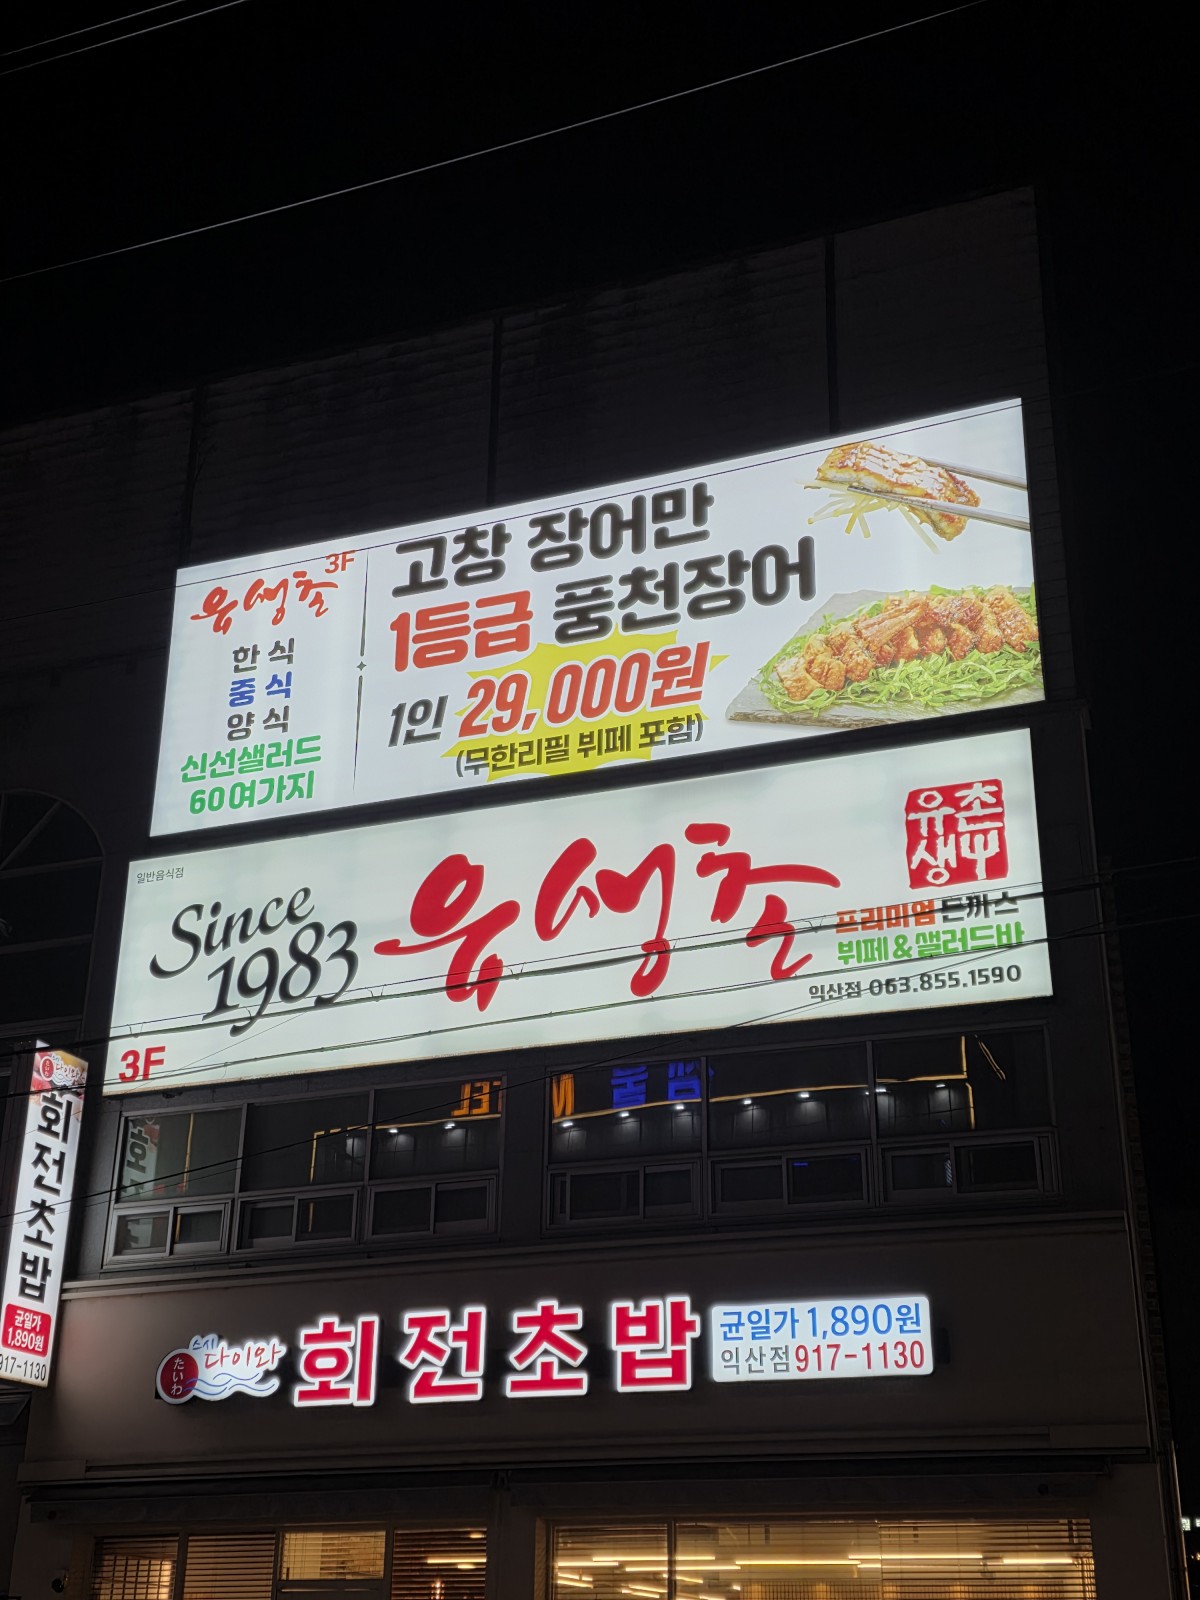 3F
유생촌
한식
중식
양식
신선샐러드
60여가지
고창 장어만
1등급 풍천장어
1인 29,000원
(무한리필 뷔페 포함)
일반음식점
Since
1983
유생촌
유생촌
프리미엄 돈까스
뷔페&샐러드바
익산점 063.855.1590
3F
회전초밥
균일가
1,890원
917-1130
たいわ
스시
다이와
회전초밥
균일가 1,890원
익산점 917-1130